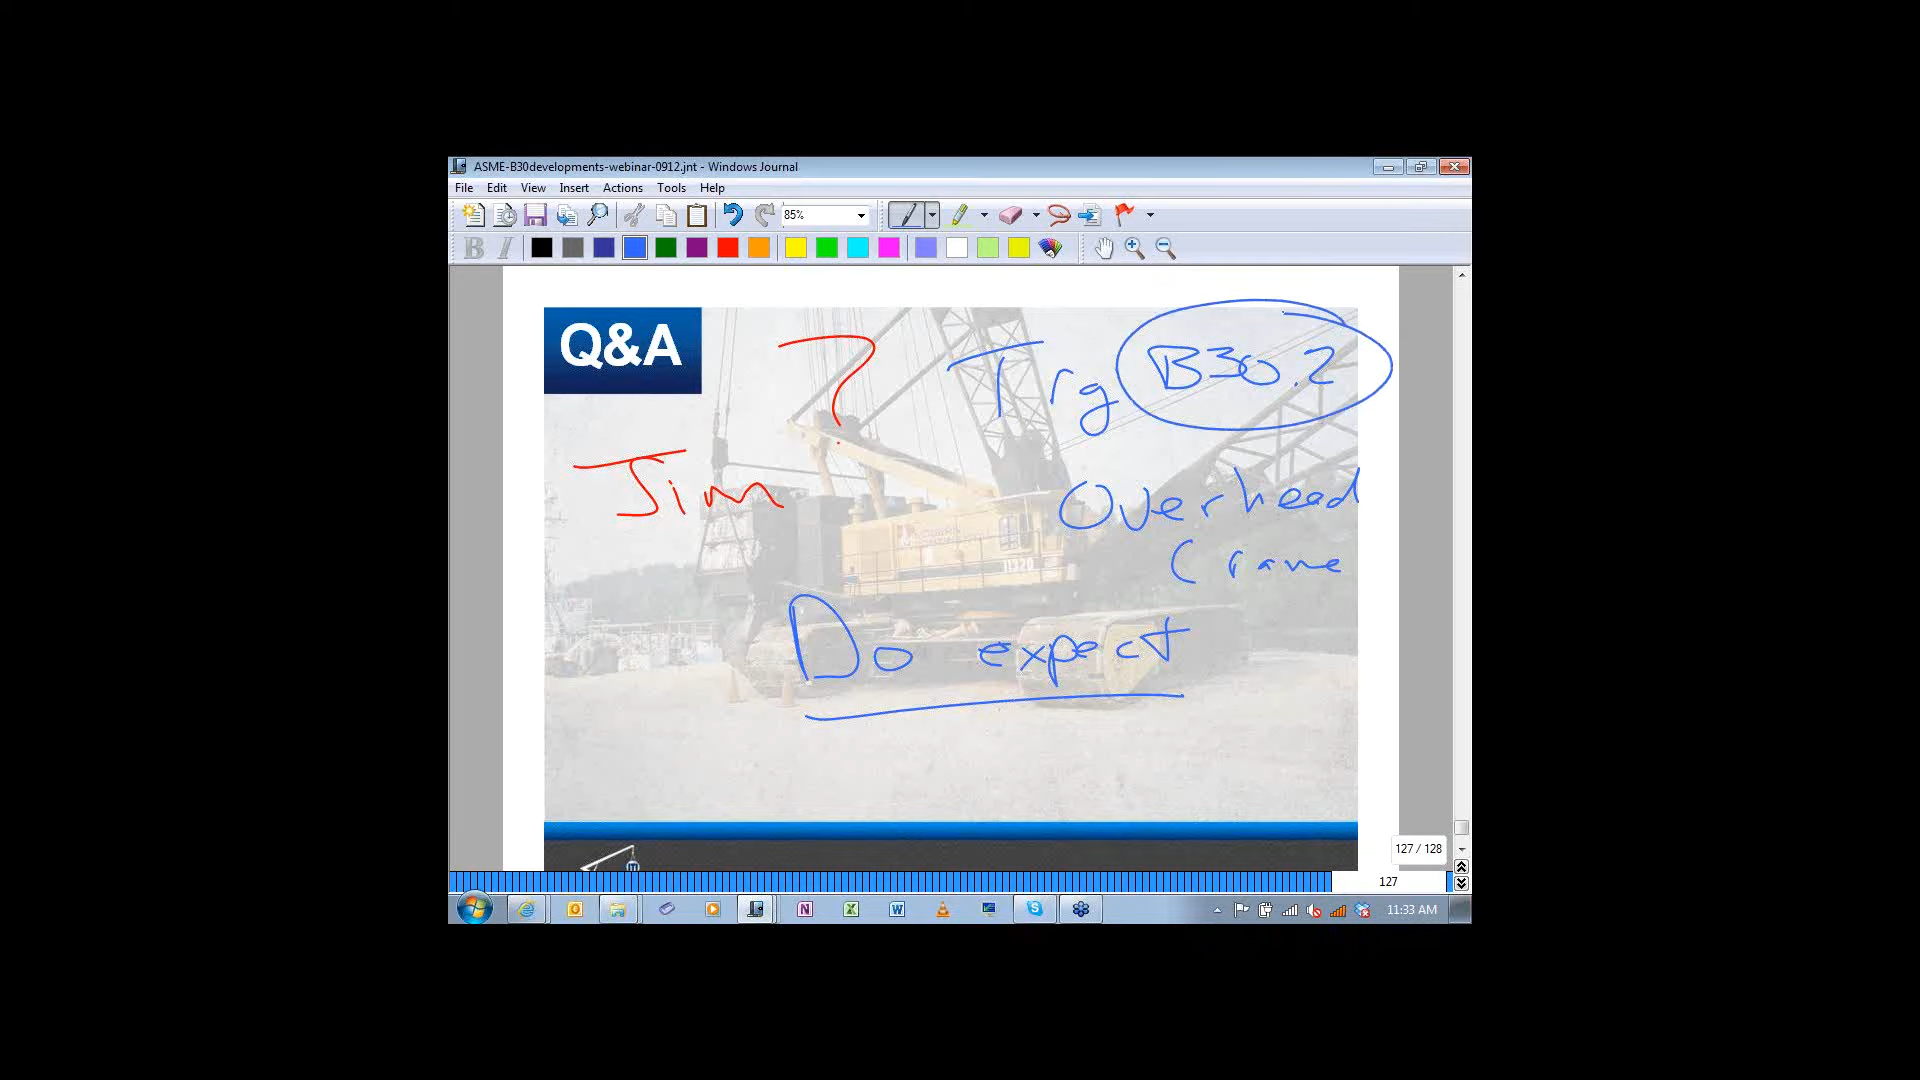 ASME-B30developments-webinar-0912.jnt - Windows Journal
File Edit View Insert Actions Tools Help
85%
B I
Q&A
?
Trg B30.2
Jim
Overhead
Crane
11320
Do expect
127 / 128
127
11:33 AM